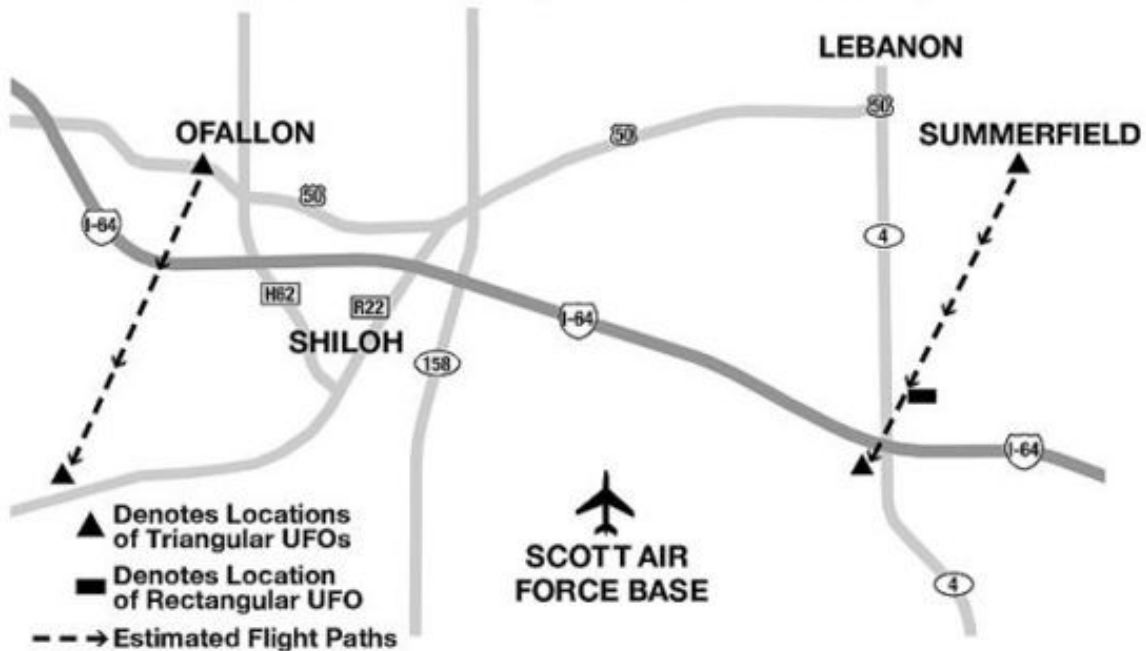 LEBANON
OFALLON
SUMMERFIELD
50
50
50
I-64
4
H62
R22
I-64
SHILOH
158
I-64
Denotes Locations
of Triangular UFOs
SCOTT AIR
FORCE BASE
Denotes Location
of Rectangular UFO
4
Estimated Flight Paths